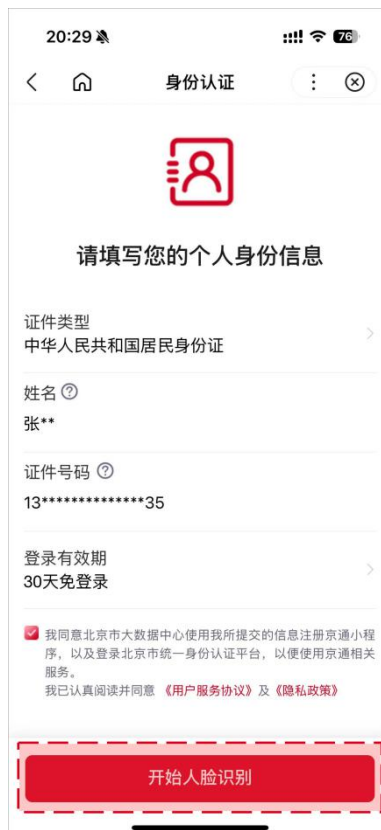 20:29
76
身份认证
请填写您的个人身份信息
证件类型
中华人民共和国居民身份证
姓名
张**
证件号码
13**************35
登录有效期
30天免登录
我同意北京市大数据中心使用我所提交的信息注册京通小程
序，以及登录北京市统一身份认证平台，以便使用京通相关
服务。
我已认真阅读并同意 《用户服务协议》及《隐私政策》
开始人脸识别